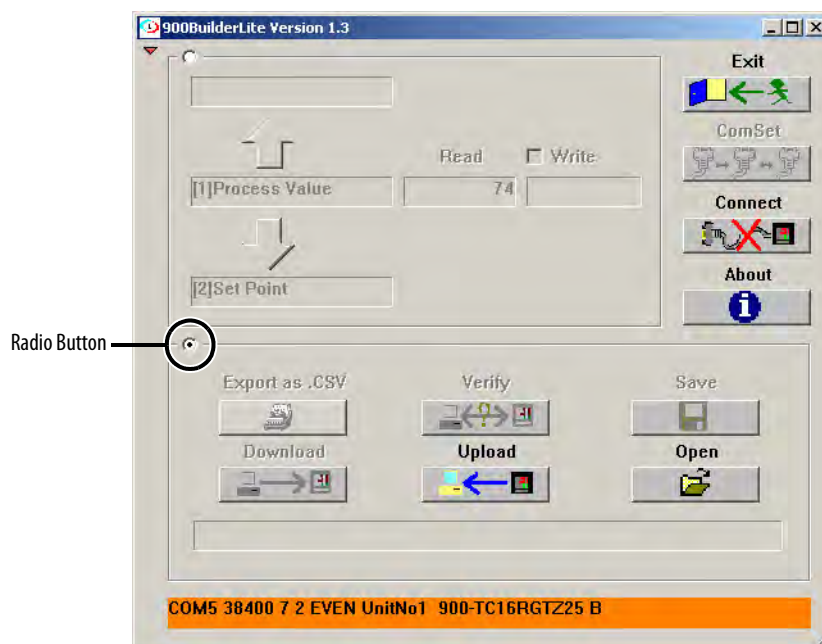 900BuilderLite Version 1.3
Exit
ComSet
Read
Write
[1]Process Value
74
Connect
[2]Set Point
About
Radio Button
Export as .CSV
Verify
Save
Download
Upload
Open
COM5 38400 7 2 EVEN UnitNo1 900-TC16RGTZ25 B